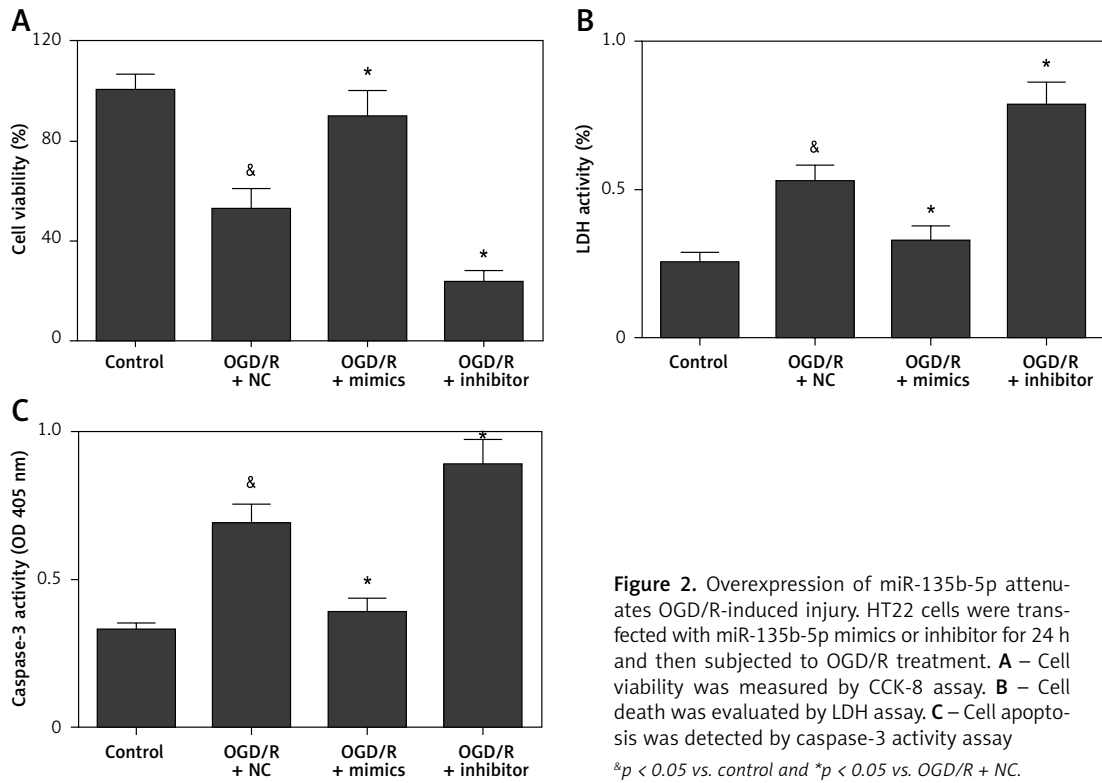 A
120
80
40
0
Cell viability (%)
&
*
*
Control
OGD/R + NC
OGD/R + mimics
OGD/R + inhibitor
B
1.0
0.5
0
LDH activity (%)
&
*
*
Control
OGD/R + NC
OGD/R + mimics
OGD/R + inhibitor
C
1.0
0.5
0
Caspase-3 activity (OD 405 nm)
&
*
*
Control
OGD/R + NC
OGD/R + mimics
OGD/R + inhibitor
Figure 2. Overexpression of miR-135b-5p attenu-
ates OGD/R-induced injury. HT22 cells were trans-
fected with miR-135b-5p mimics or inhibitor for 24 h
and then subjected to OGD/R treatment. A – Cell
viability was measured by CCK-8 assay. B – Cell
death was evaluated by LDH assay. C – Cell apopto-
sis was detected by caspase-3 activity assay
&p < 0.05 vs. control and *p < 0.05 vs. OGD/R + NC.